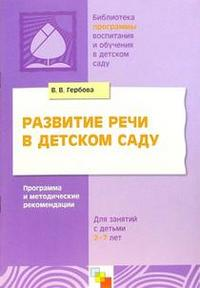 Библиотека
программы
воспитания
и обучения
в детском
саду
В. В. Гербова
РАЗВИТИЕ РЕЧИ
В ДЕТСКОМ САДУ
Программа
и методические
рекомендации
Для занятий
с детьми
2-7 лет